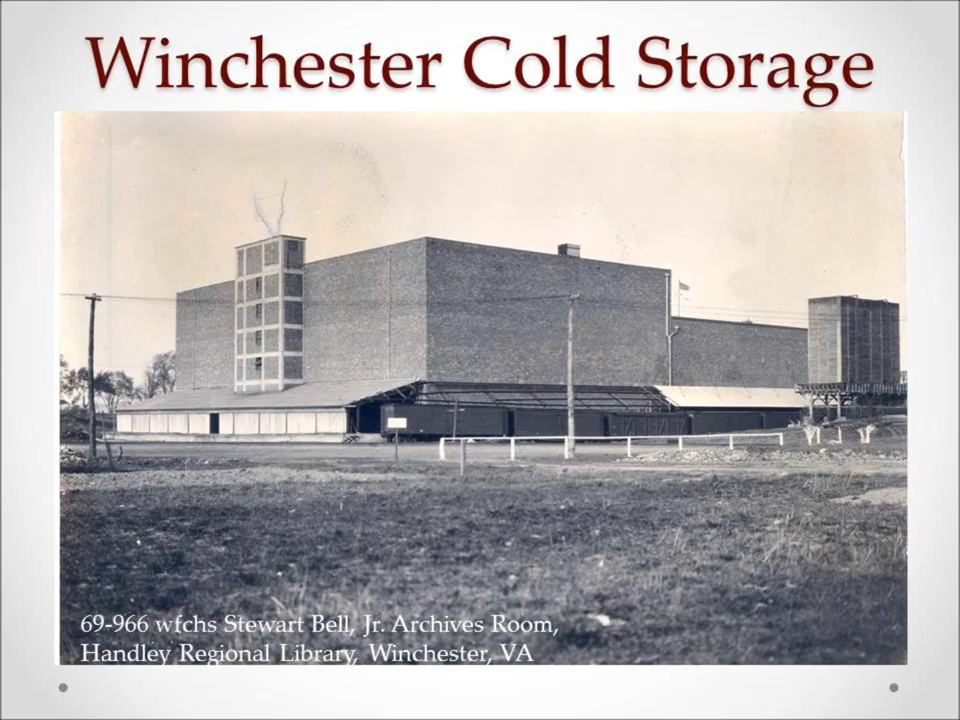 Winchester Cold Storage
69-966 wfchs Stewart Bell, Jr. Archives Room,
Handley Regional Library, Winchester, VA